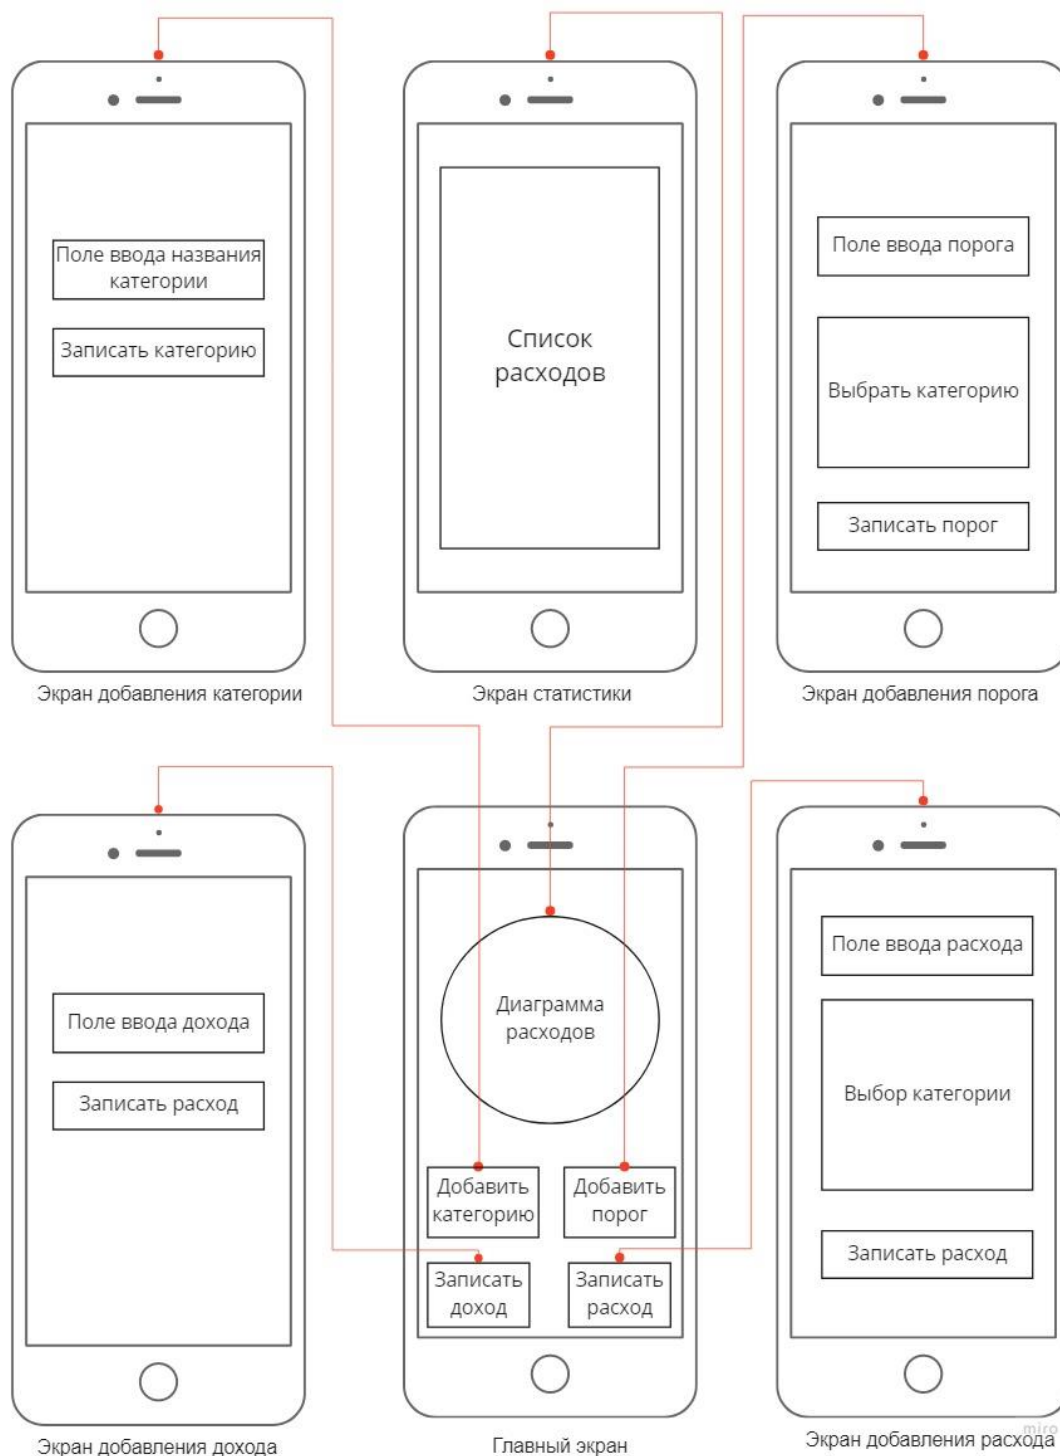 Поле ввода названия
категории
Записать категорию
Экран добавления категории
Список
расходов
Экран статистики
Поле ввода порога
Выбрать категорию
Записать порог
Экран добавления порога
Поле ввода дохода
Записать расход
Экран добавления дохода
Диаграмма
расходов
Добавить
категорию
Добавить
порог
Записать
доход
Записать
расход
Главный экран
Поле ввода расхода
Выбор категории
Записать расход
Экран добавления расхода
miro